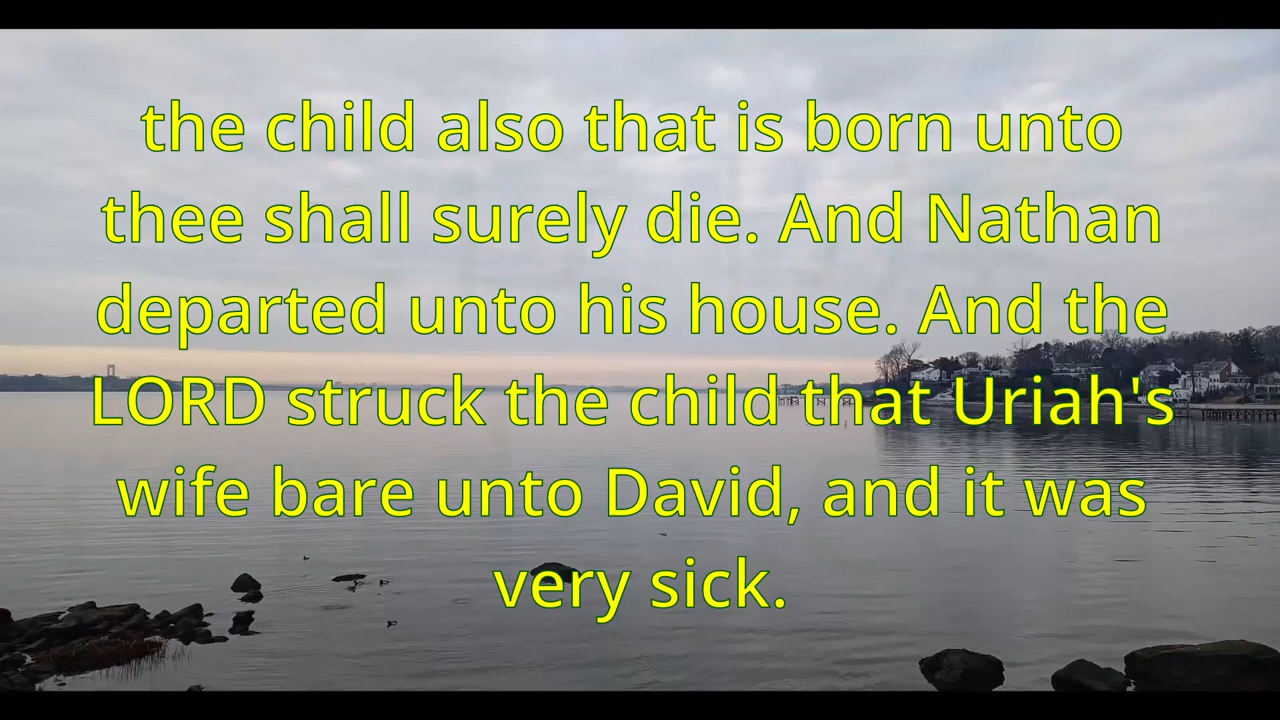 the child also that is born unto
thee shall surely die. And Nathan
departed unto his house. And the
LORD struck the child that Uriah's
wife bare unto David, and it was
very sick.